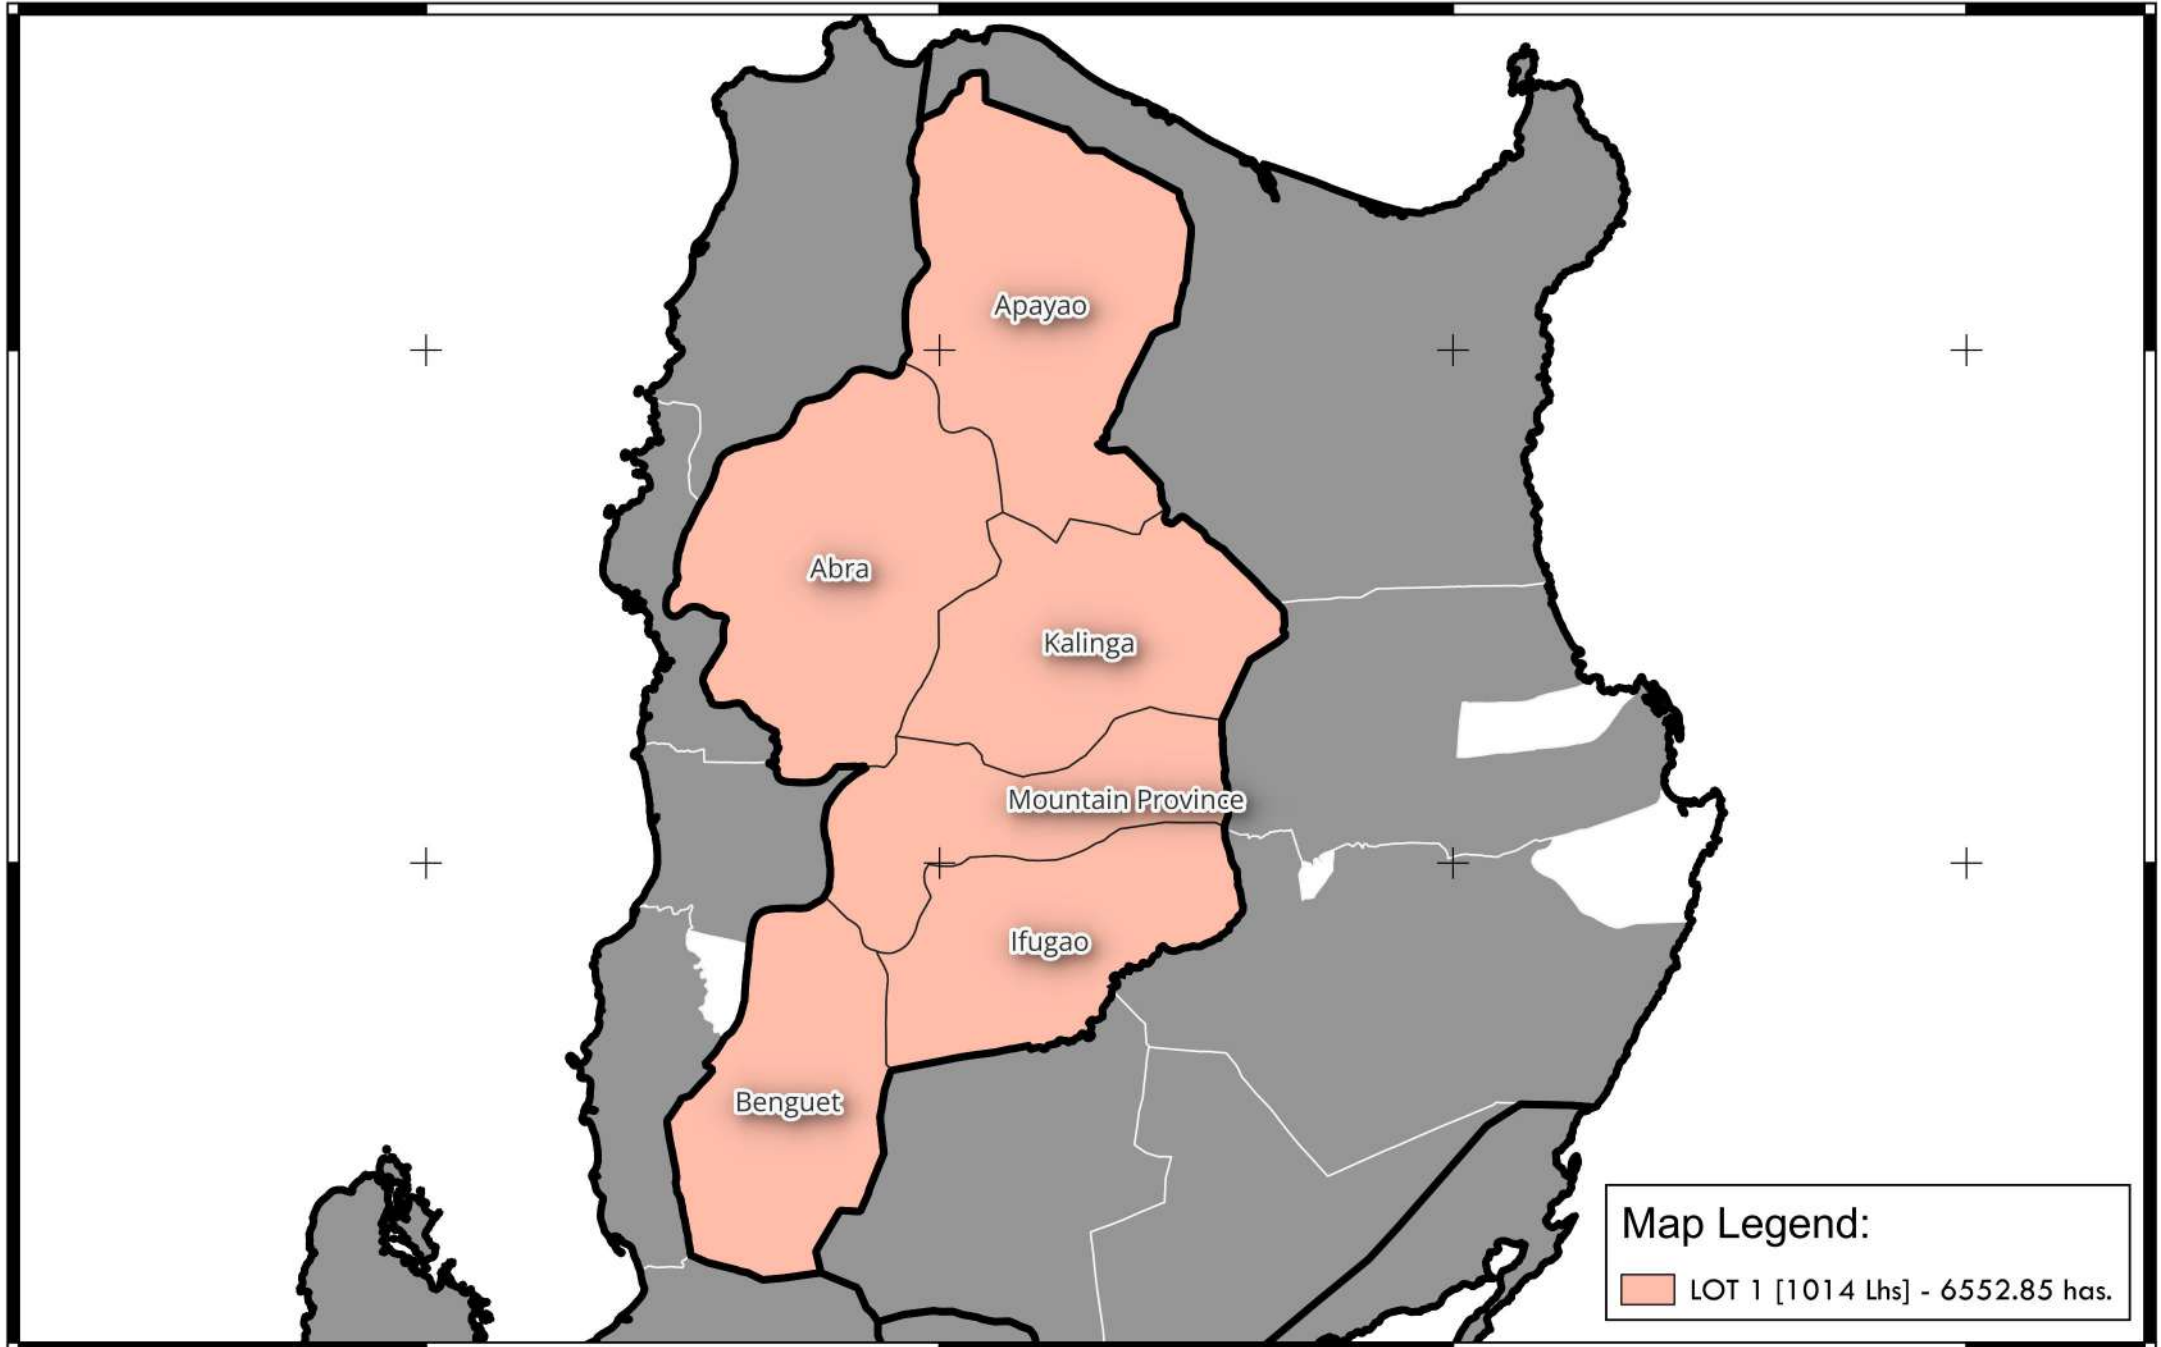 Apayao
Abra
Kalinga
Mountain Province
Ifugao
Benguet
Map Legend:
LOT 1 [1014 Lhs] - 6552.85 has.